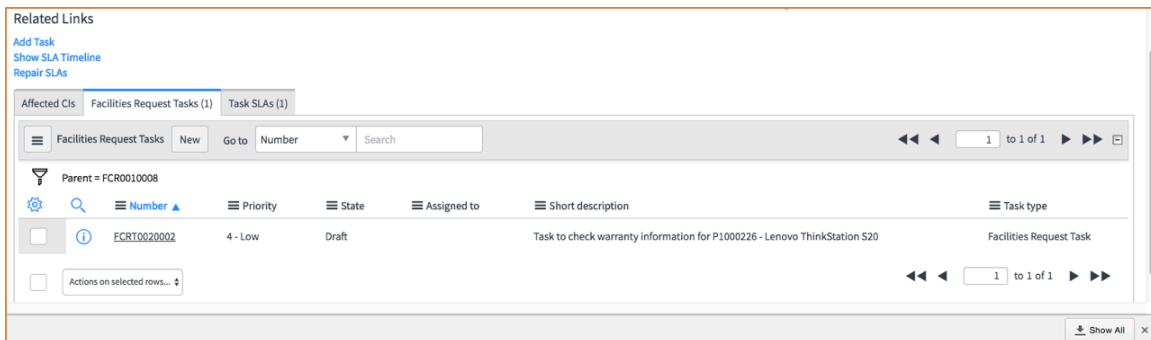 Related Links
Add Task
Show SLA Timeline
Repair SLAs
Affected CIs Facilities Request Tasks (1) Task SLAs (1)
Facilities Request Tasks New Go to Number Search 1 to 1 of 1
Parent = FCR0010008
Number Priority State Assigned to Short description Task type
FCRT0020002 4 - Low Draft Task to check warranty information for P1000226 - Lenovo ThinkStation S20 Facilities Request Task
Actions on selected rows... 1 to 1 of 1
Show All